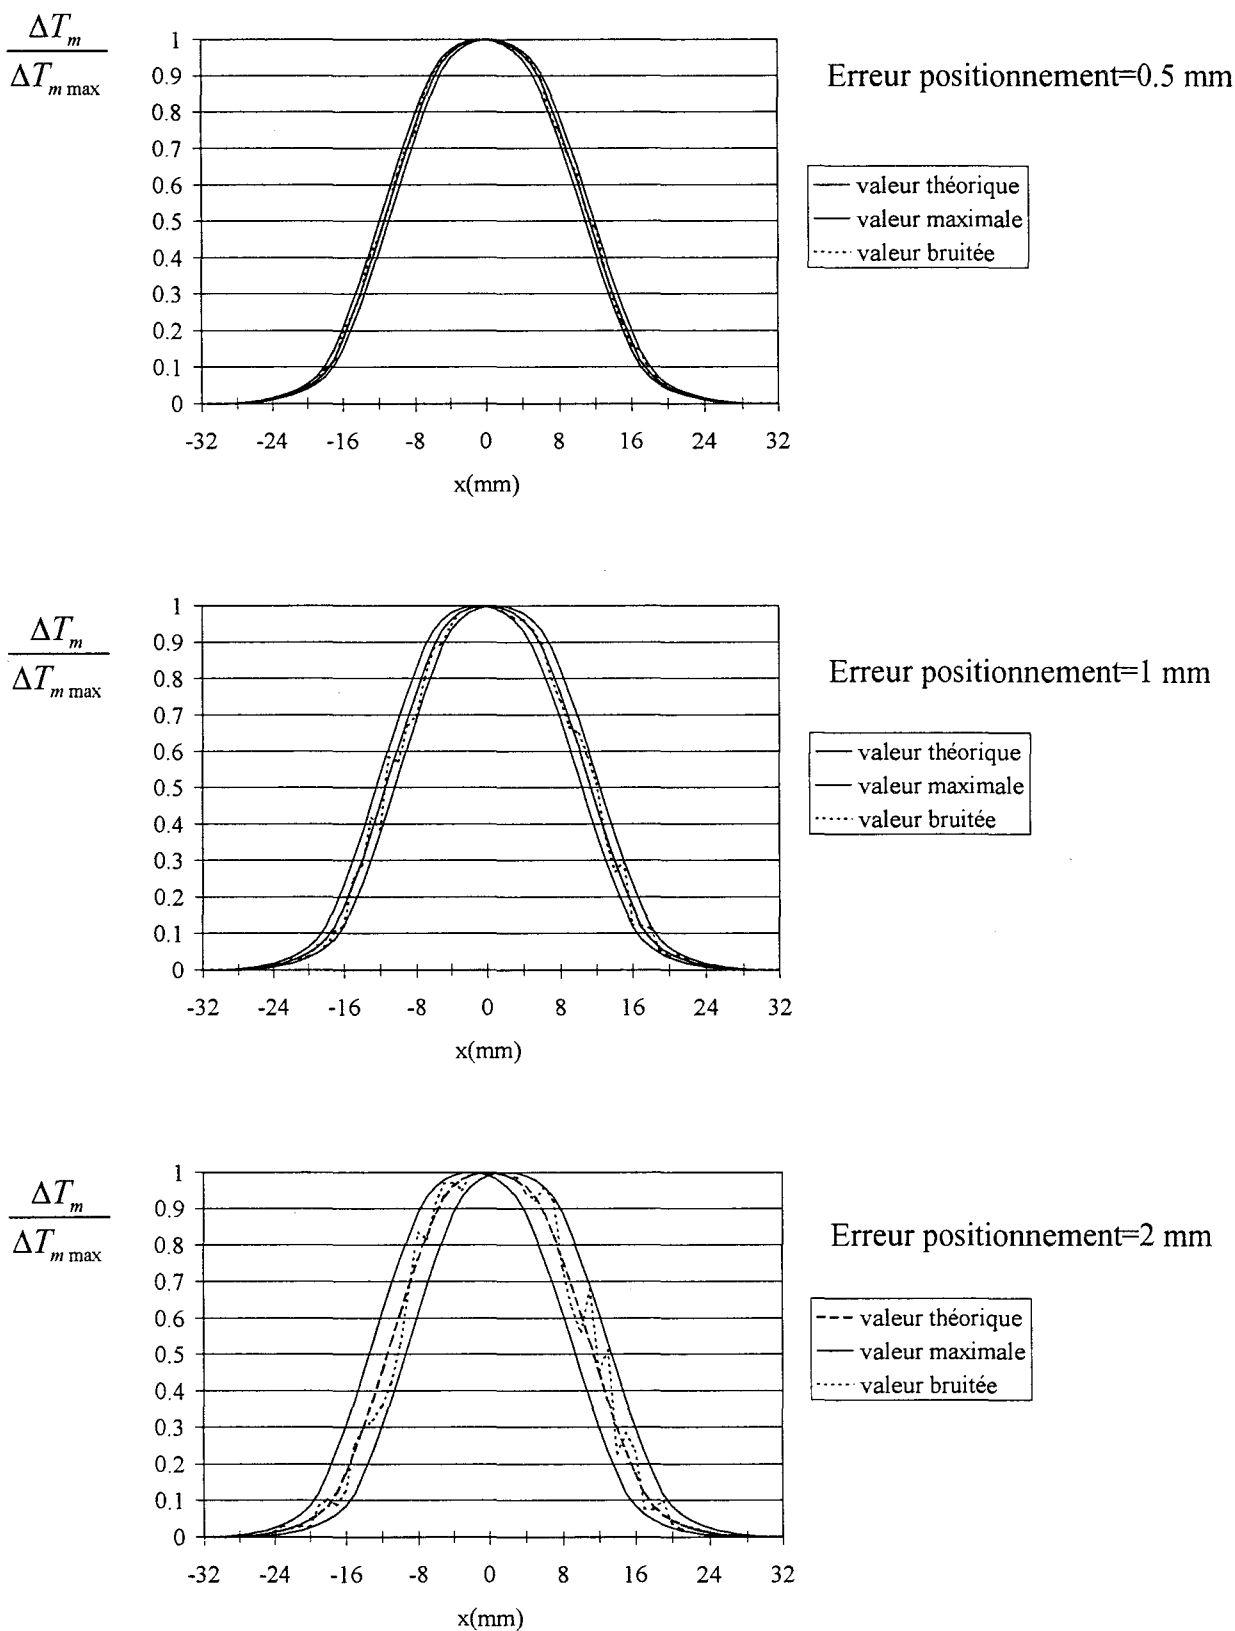 ΔT_m
ΔT_m max
1
0.9
0.8
0.7
0.6
0.5
0.4
0.3
0.2
0.1
0
-32 -24 -16 -8 0 8 16 24 32
x(mm)
Erreur positionnement=0.5 mm
valeur théorique
valeur maximale
valeur bruitée
ΔT_m
ΔT_m max
1
0.9
0.8
0.7
0.6
0.5
0.4
0.3
0.2
0.1
0
-32 -24 -16 -8 0 8 16 24 32
x(mm)
Erreur positionnement=1 mm
valeur théorique
valeur maximale
valeur bruitée
ΔT_m
ΔT_m max
1
0.9
0.8
0.7
0.6
0.5
0.4
0.3
0.2
0.1
0
-32 -24 -16 -8 0 8 16 24 32
x(mm)
Erreur positionnement=2 mm
valeur théorique
valeur maximale
valeur bruitée